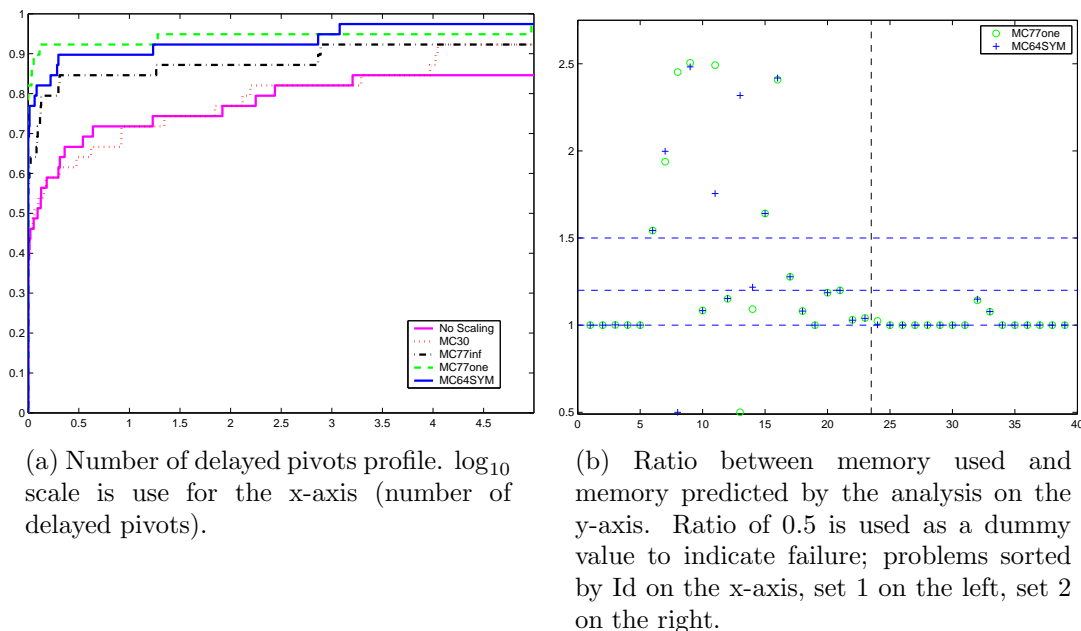 1
0.9
0.8
0.7
0.6
0.5
0.4
0.3
0.2
0.1
0
0 0.5 1 1.5 2 2.5 3 3.5 4 4.5
No Scaling
MC30
MC77inf
MC77one
MC64SYM
(a) Number of delayed pivots profile. log10
scale is use for the x-axis (number of
delayed pivots).
2.5
2
1.5
1
0.5
0 5 10 15 20 25 30 35 40
MC77one
MC64SYM
(b) Ratio between memory used and
memory predicted by the analysis on the
y-axis. Ratio of 0.5 is used as a dummy
value to indicate failure; problems sorted
by Id on the x-axis, set 1 on the left, set 2
on the right.